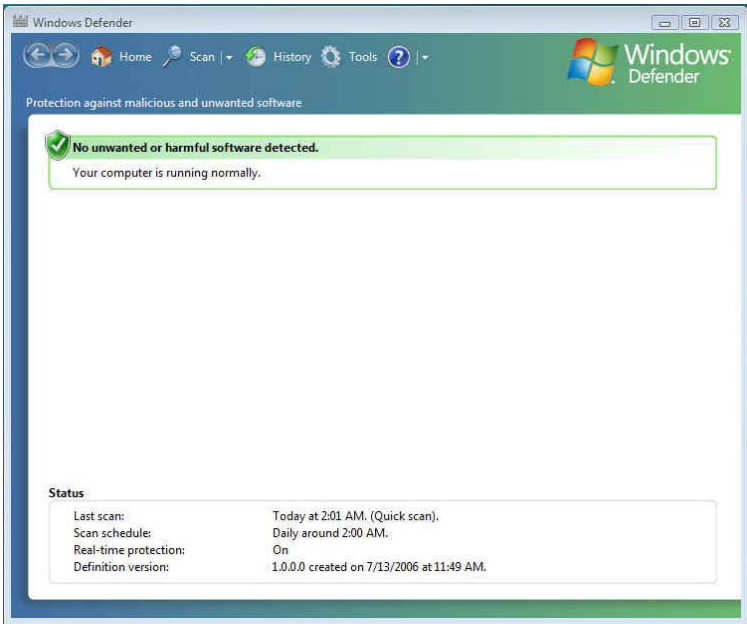 Windows Defender
Home Scan History Tools ?
Windows
Defender
Protection against malicious and unwanted software
No unwanted or harmful software detected.
Your computer is running normally.
Status
Last scan: Today at 2:01 AM. (Quick scan).
Scan schedule: Daily around 2:00 AM.
Real-time protection: On
Definition version: 1.0.0.0 created on 7/13/2006 at 11:49 AM.